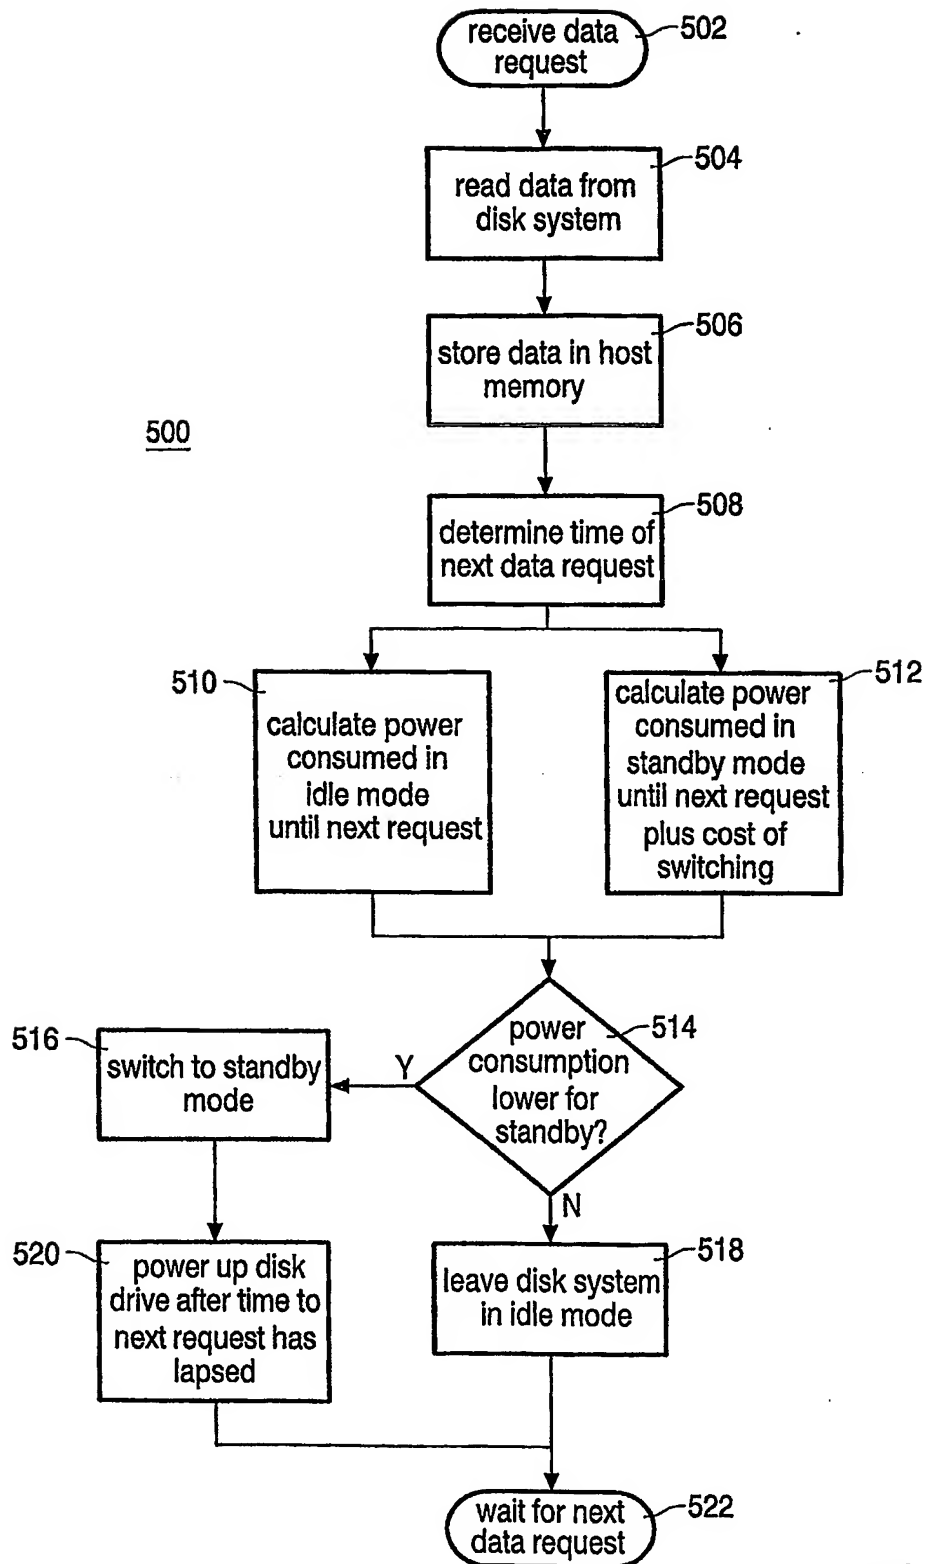 receive data
request
502
read data from
disk system
504
store data in host
memory
506
500
determine time of
next data request
508
510
calculate power
consumed in
idle mode
until next request
512
calculate power
consumed in
standby mode
until next request
plus cost of
switching
power
consumption
lower for
standby?
514
Y
N
516
switch to standby
mode
520
power up disk
drive after time to
next request has
lapsed
518
leave disk system
in idle mode
wait for next
data request
522